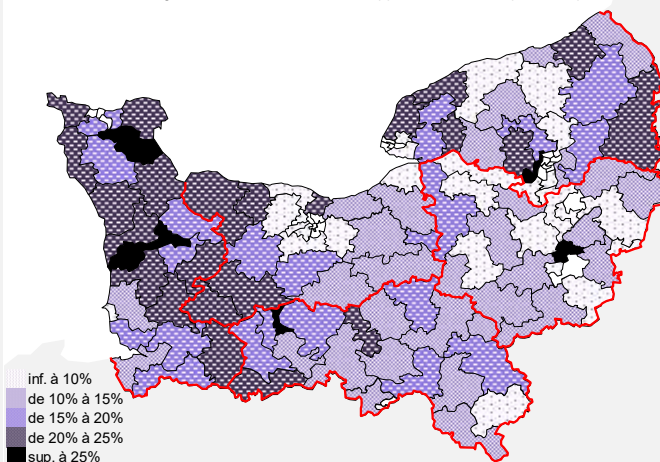 inf. à 10%
de 10% à 15%
de 15% à 20%
de 20% à 25%
sup. à 25%